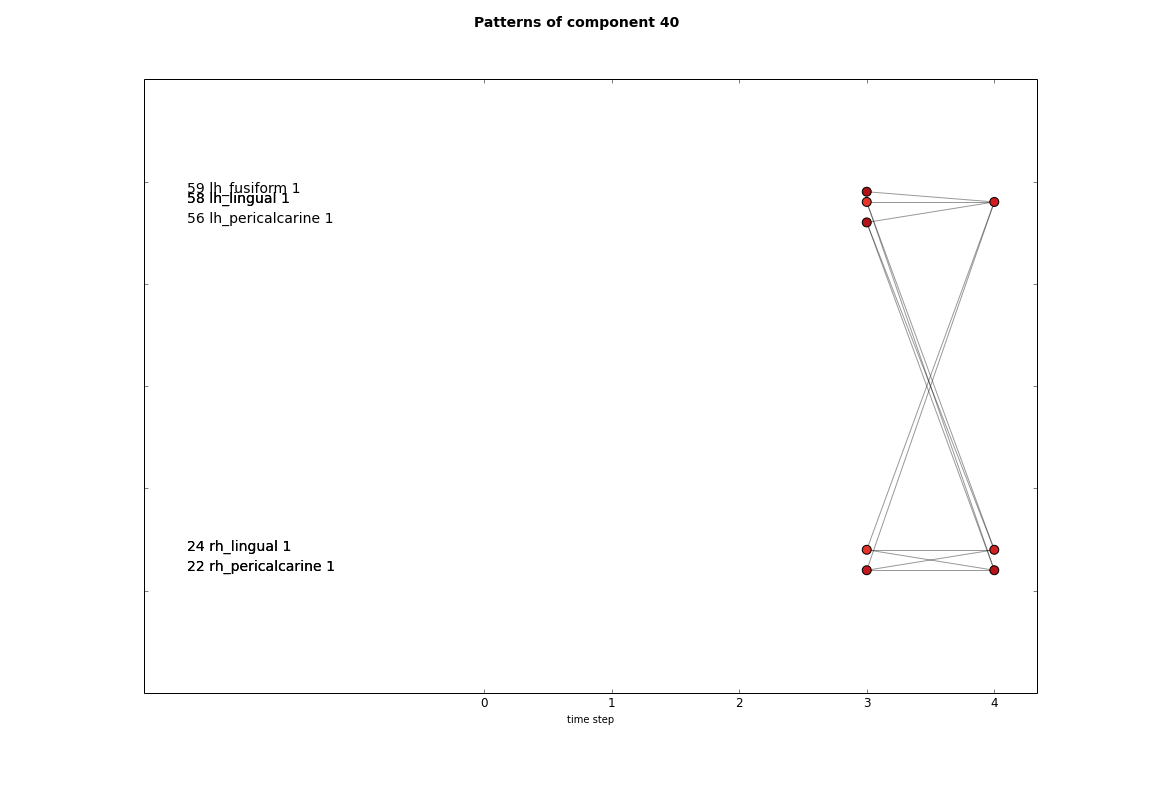 Patterns of component 40
59 lh_fusiform 1
58 lh_lingual 1
56 lh_pericalcarine 1
24 rh_lingual 1
22 rh_pericalcarine 1
0 1 2 3 4
time step